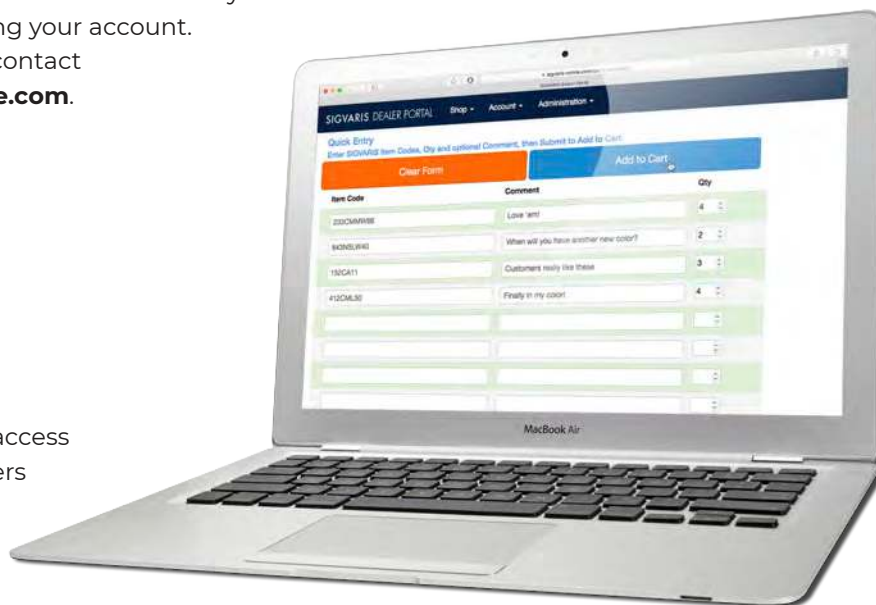 ng your account.
contact
e.com.
SIGVARIS DEALER PORTAL Shop Account Administration
Quick Entry
Enter SIGVARIS Item Codes, Qty and optional Comment, then Submit to Add to Cart
Clear Form Add to Cart
Item Code Comment Qty
Love 'em! 4
When will you have another new color? 2
152CA11 Customers really like these 3
412CML50 Finally in my color! 4
MacBook Air
access
ers